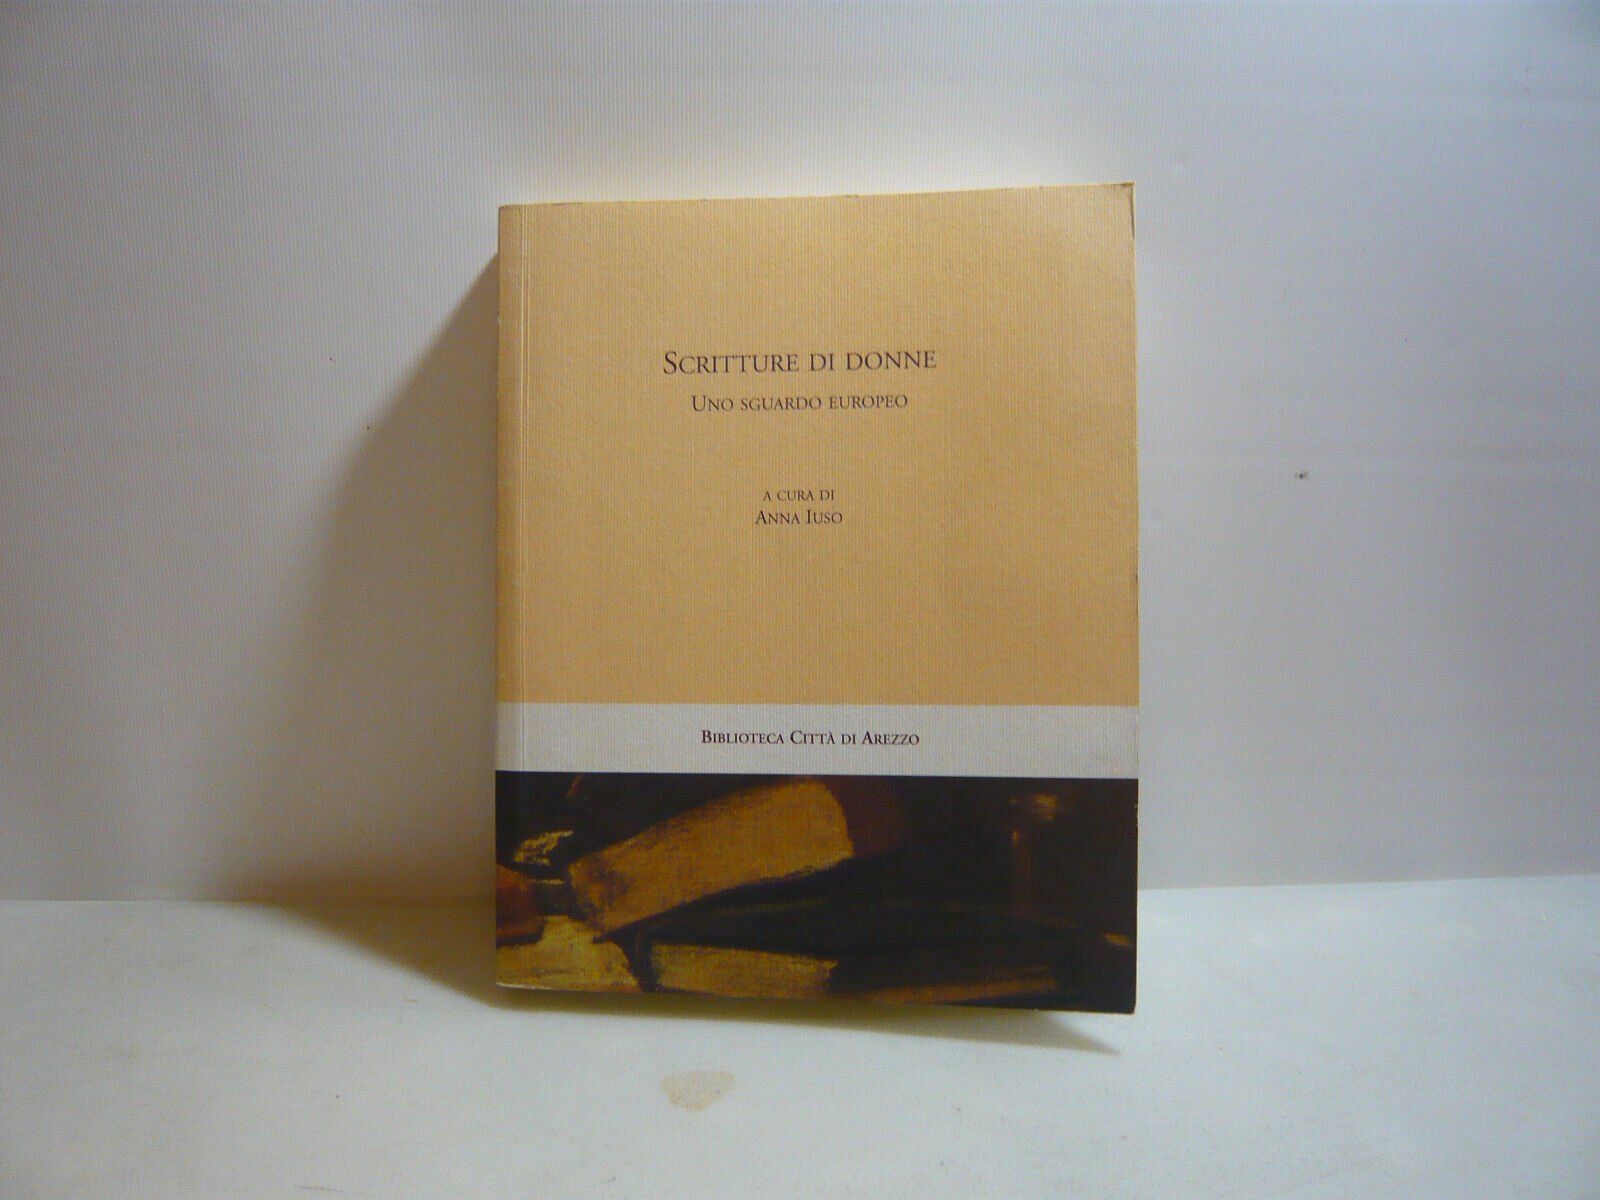 Scritture di donne
Uno sguardo europeo
a cura di
Anna Iuso
Biblioteca Città di Arezzo